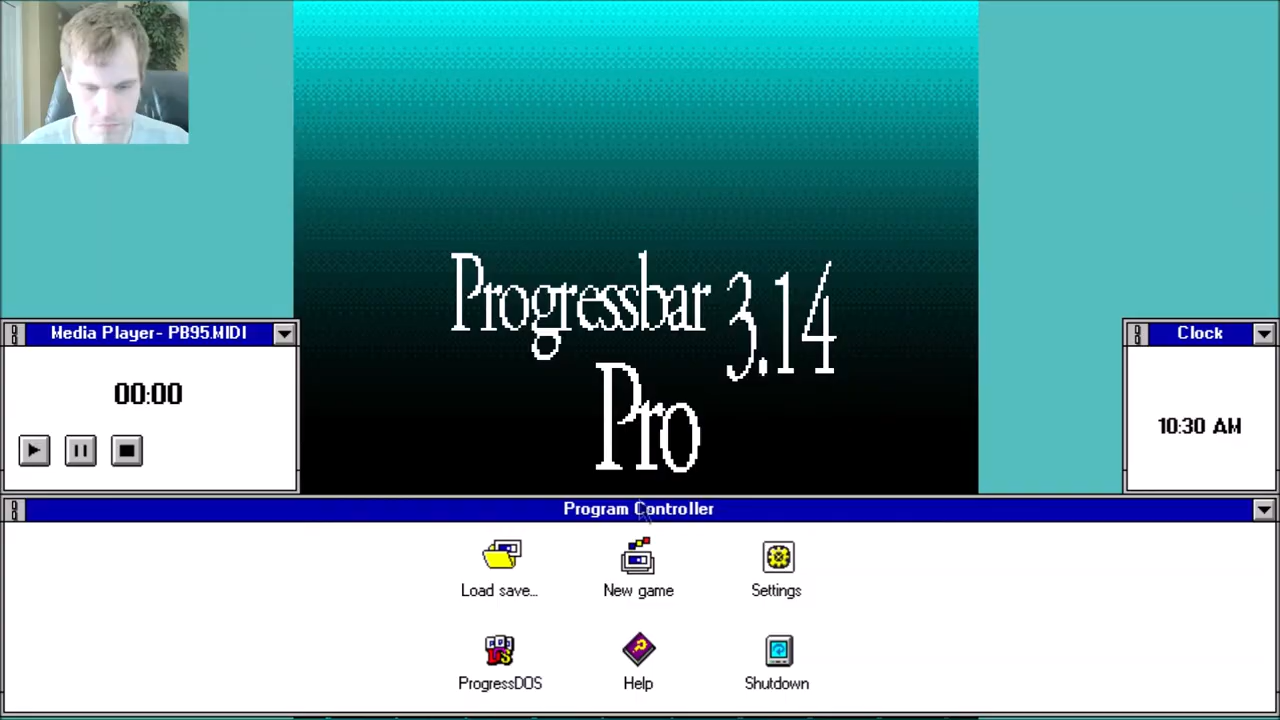 Progressbar 3.14
Pro
Media Player- PB95.MIDI
00:00
Clock
10:30 AM
Program Controller
Load save...
New game
Settings
ProgressDOS
Help
Shutdown